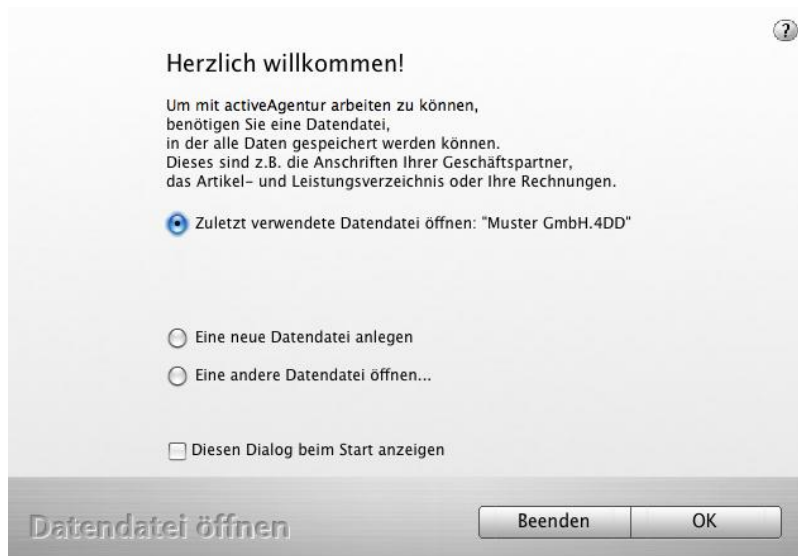 ?
Herzlich willkommen!
Um mit activeAgentur arbeiten zu können,
benötigen Sie eine Datendatei,
in der alle Daten gespeichert werden können.
Dieses sind z.B. die Anschriften Ihrer Geschäftspartner,
das Artikel- und Leistungsverzeichnis oder Ihre Rechnungen.
Zuletzt verwendete Datendatei öffnen: "Muster GmbH.4DD"
Eine neue Datendatei anlegen
Eine andere Datendatei öffnen...
Diesen Dialog beim Start anzeigen
Datendatei öffnen
Beenden
OK